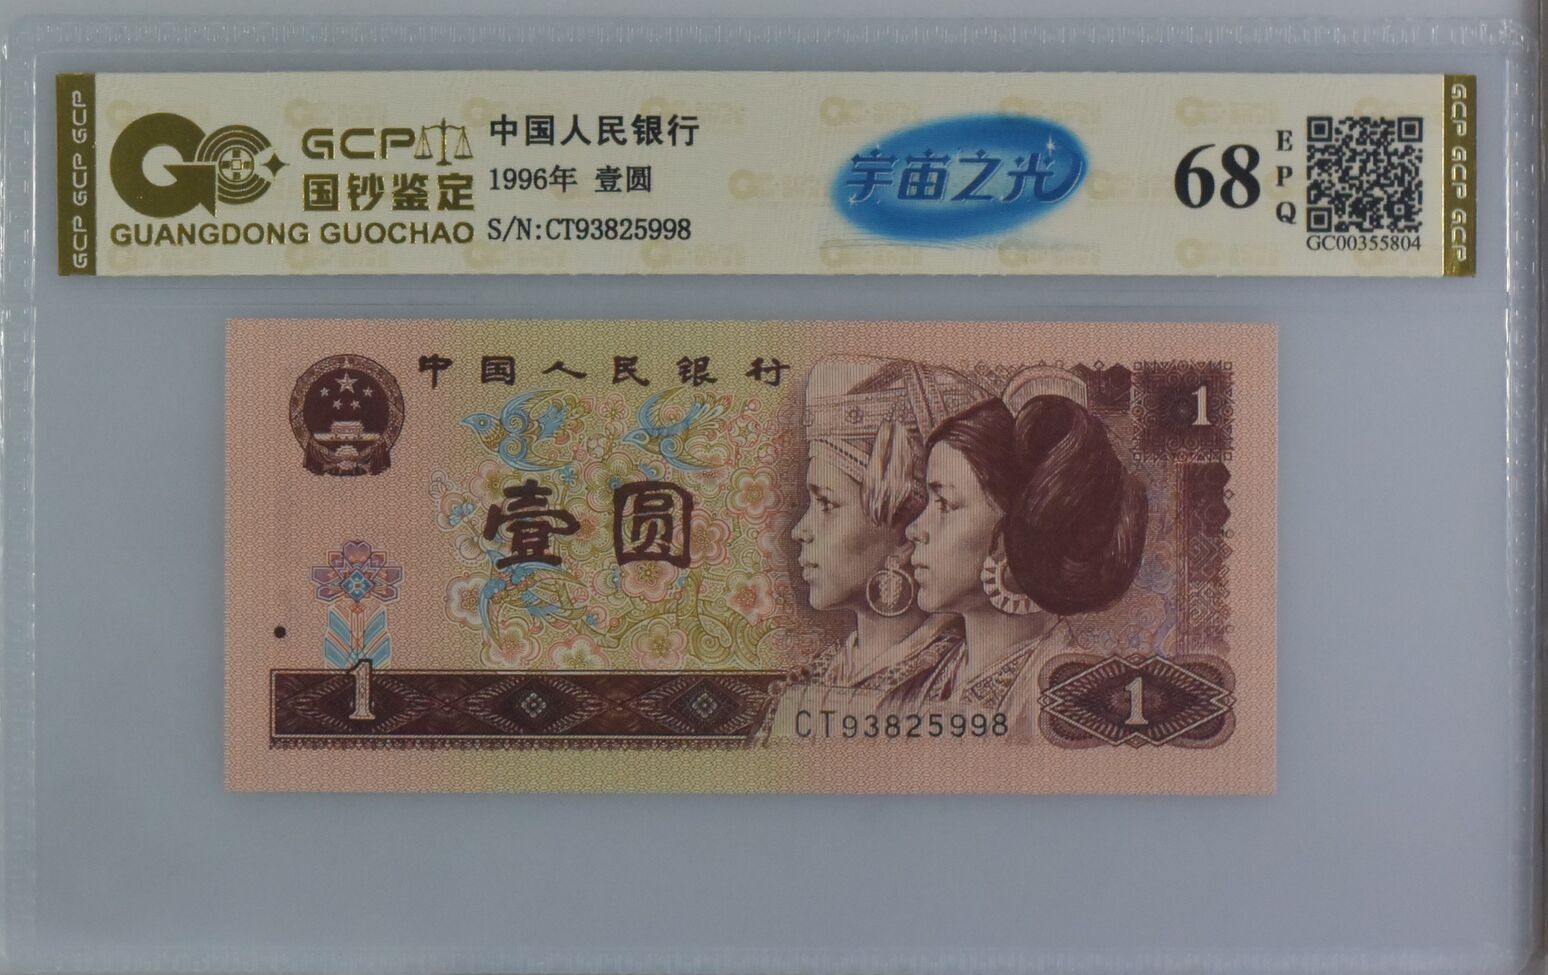 GCP GCP GCP
GCP
国钞鉴定
GUANGDONG GUOCHAO
中国人民银行
1996年 壹圆
S/N:CT93825998
宇宙之光
68
EPQ
GC00355804
GCP GCP GCP
中国人民银行
1
壹圆
1
CT93825998
1